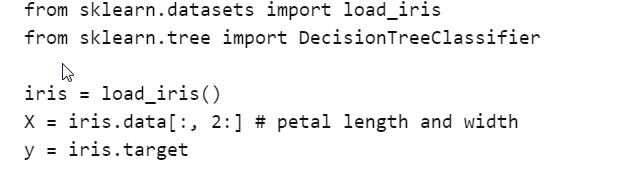 from sklearn.datasets import load_iris
from sklearn.tree import DecisionTreeClassifier
iris = load_iris()
X = iris.data[:, 2:] # petal length and width
y = iris.target